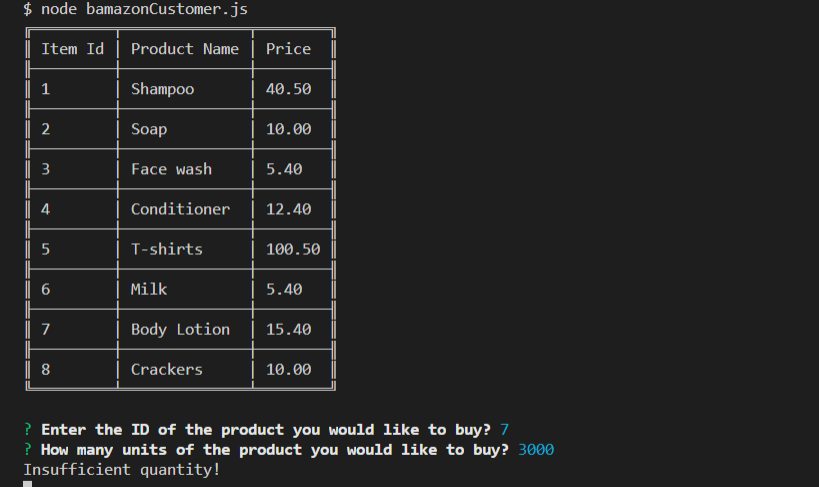 $ node bamazonCustomer.js
Item Id Product Name Price
1 Shampoo 40.50
2 Soap 10.00
3 Face wash 5.40
4 Conditioner 12.40
5 T-shirts 100.50
6 Milk 5.40
7 Body Lotion 15.40
8 Crackers 10.00
? Enter the ID of the product you would like to buy? 7
? How many units of the product you would like to buy? 3000
Insufficient quantity!